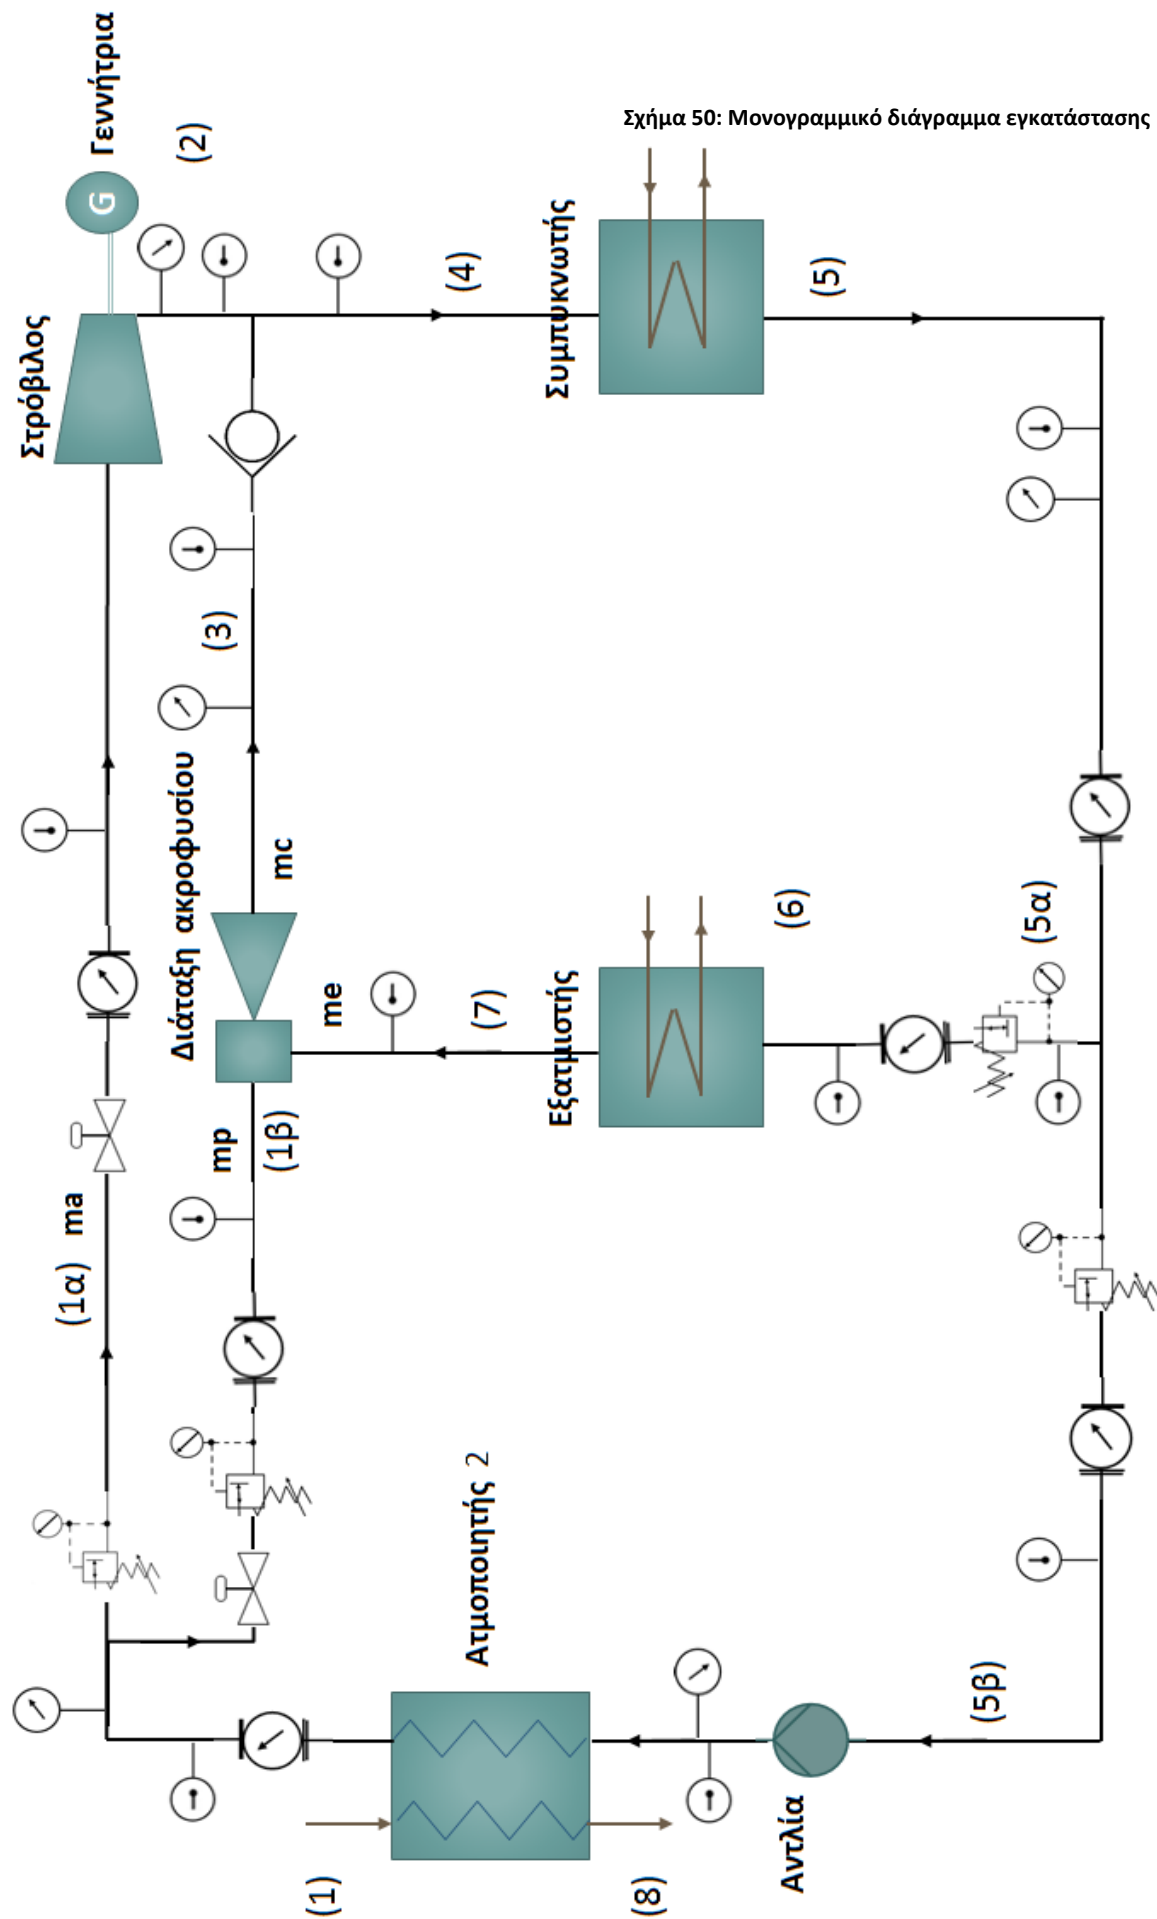 Σχήμα 50: Μονογραμμικό διάγραμμα εγκατάστασης
Γεννήτρια
G
(2)
Στρόβιλος
(4)
Συμπυκνωτής
(5)
(3)
Διάταξη ακροφυσίου
mc
me
(7)
Εξατμιστής
(6)
(5α)
(1α) ma
mp
(1β)
Ατμοποιητής 2
(1)
(8)
Αντλία
(5β)